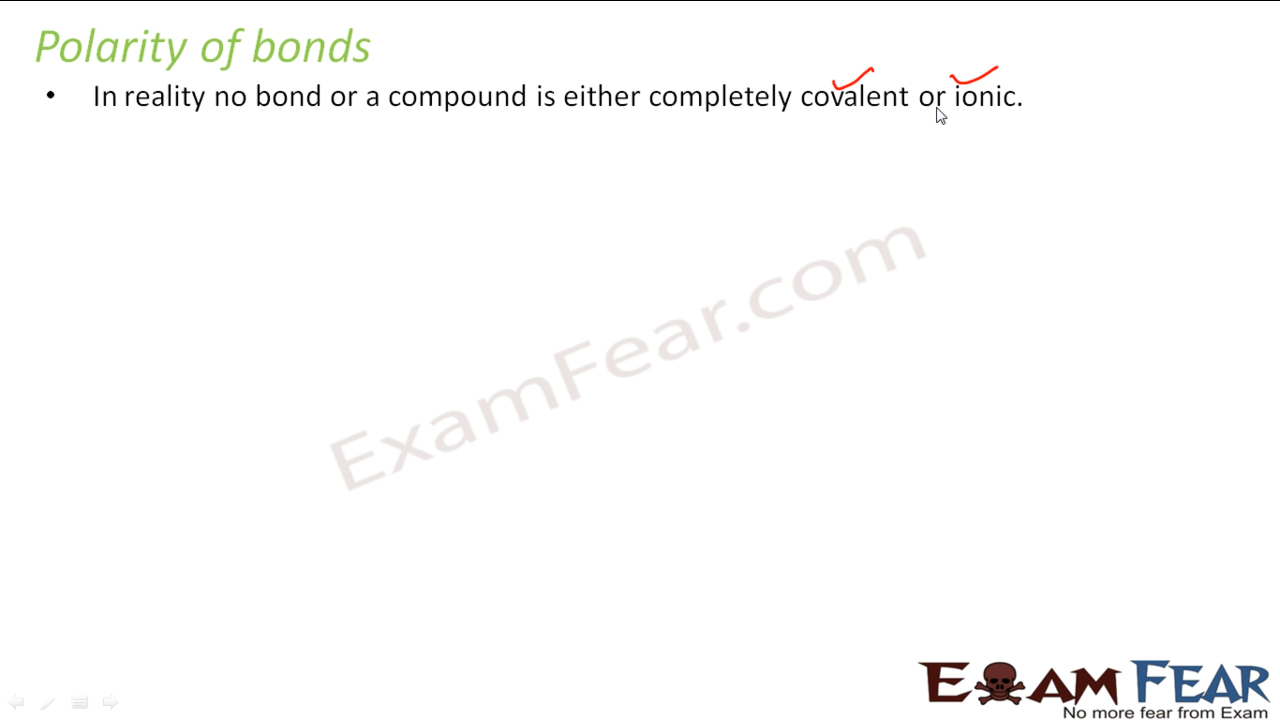 Polarity of bonds
• In reality no bond or a compound is either completely covalent or ionic.
ExamFear.com
EXAM FEAR
No more fear from Exam